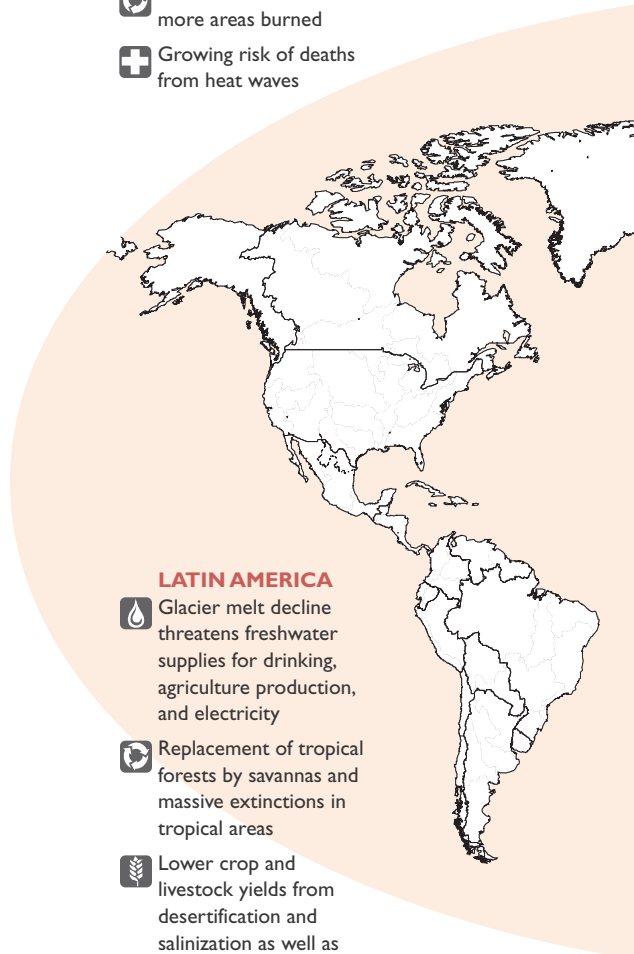 more areas burned
Growing risk of deaths
from heat waves
LATIN AMERICA
Glacier melt decline
threatens freshwater
supplies for drinking,
agriculture production,
and electricity
Replacement of tropical
forests by savannas and
massive extinctions in
tropical areas
Lower crop and
livestock yields from
desertification and
salinization as well as